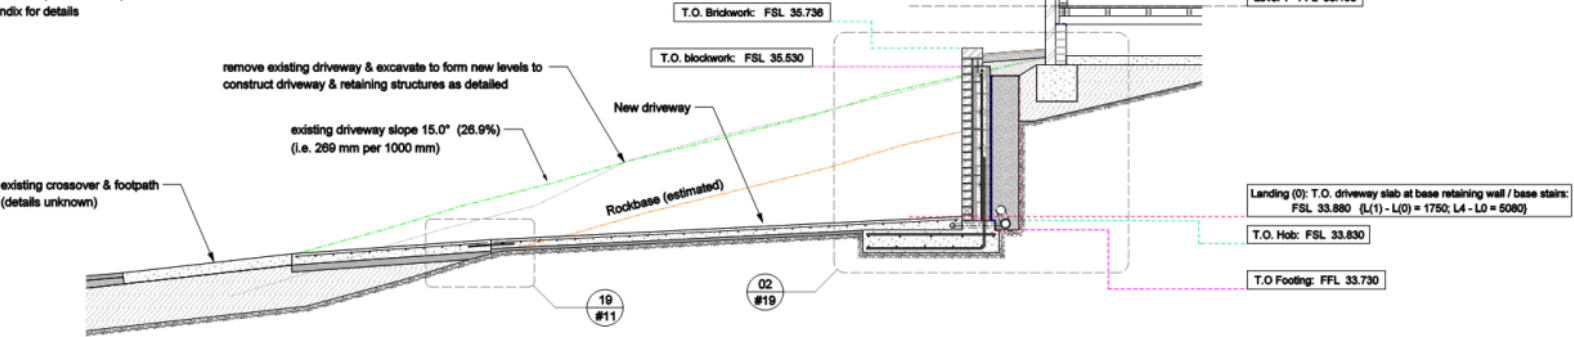 ndix for details
T.O. Brickwork: FSL 35.736
T.O. blockwork: FSL 35.530
remove existing driveway & excavate to form new levels to
construct driveway & retaining structures as detailed
New driveway
existing driveway slope 15.0° (26.9%)
(i.e. 269 mm per 1000 mm)
existing crossover & footpath
(details unknown)
Rockbase (estimated)
Landing (0): T.O. driveway slab at base retaining wall / base stairs:
FSL 33.880 {L(1) - L(0) = 1750; L4 - L0 = 5080}
T.O. Hob: FSL 33.830
T.O Footing: FFL 33.730
02
#19
19
#11